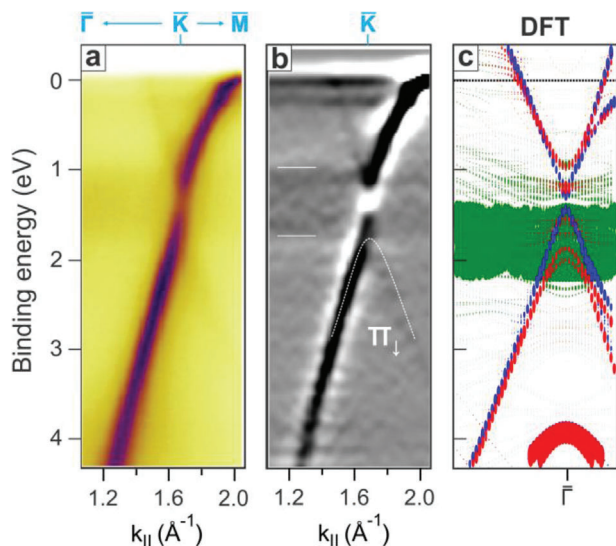 Γ̄ K̄ M̄
K̄
DFT
a
b
c
0
1
2
3
4
Binding energy (eV)
π↓
1.2 1.6 2.0
1.2 1.6 2.0
Γ̄
k|| (Å⁻¹)
k|| (Å⁻¹)